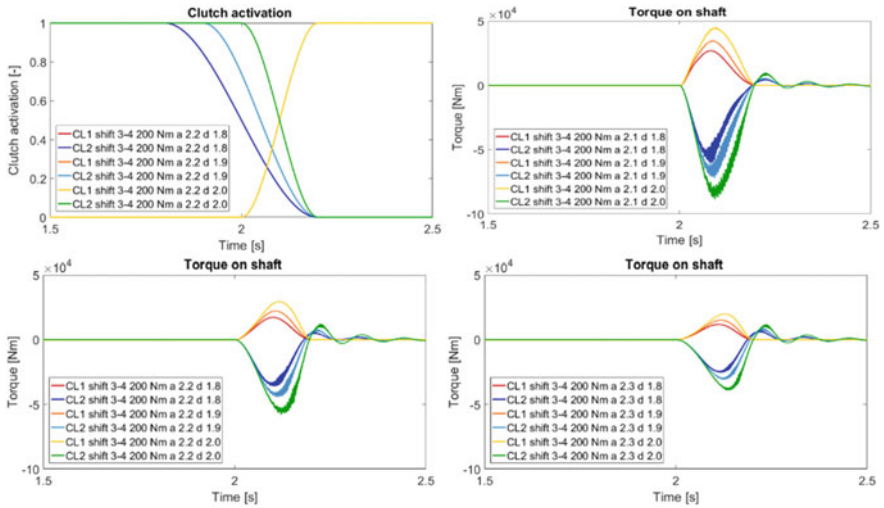 Clutch activation
Clutch activation [-]
1
0.8
0.6
0.4
0.2
0
CL1 shift 3-4 200 Nm a 2.2 d 1.8
CL2 shift 3-4 200 Nm a 2.2 d 1.8
CL1 shift 3-4 200 Nm a 2.2 d 1.9
CL2 shift 3-4 200 Nm a 2.2 d 1.9
CL1 shift 3-4 200 Nm a 2.2 d 2.0
CL2 shift 3-4 200 Nm a 2.2 d 2.0
1.5 2 2.5
Time [s]
Torque on shaft
×10⁴
Torque [Nm]
5
0
-5
-10
CL1 shift 3-4 200 Nm a 2.1 d 1.8
CL2 shift 3-4 200 Nm a 2.1 d 1.8
CL1 shift 3-4 200 Nm a 2.1 d 1.9
CL2 shift 3-4 200 Nm a 2.1 d 1.9
CL1 shift 3-4 200 Nm a 2.1 d 2.0
CL2 shift 3-4 200 Nm a 2.1 d 2.0
1.5 2 2.5
Time [s]
Torque on shaft
×10⁴
Torque [Nm]
5
0
-5
-10
CL1 shift 3-4 200 Nm a 2.2 d 1.8
CL2 shift 3-4 200 Nm a 2.2 d 1.8
CL1 shift 3-4 200 Nm a 2.2 d 1.9
CL2 shift 3-4 200 Nm a 2.2 d 1.9
CL1 shift 3-4 200 Nm a 2.2 d 2.0
CL2 shift 3-4 200 Nm a 2.2 d 2.0
1.5 2 2.5
Time [s]
Torque on shaft
×10⁴
Torque [Nm]
5
0
-5
-10
CL1 shift 3-4 200 Nm a 2.3 d 1.8
CL2 shift 3-4 200 Nm a 2.3 d 1.8
CL1 shift 3-4 200 Nm a 2.3 d 1.9
CL2 shift 3-4 200 Nm a 2.3 d 1.9
CL1 shift 3-4 200 Nm a 2.3 d 2.0
CL2 shift 3-4 200 Nm a 2.3 d 2.0
1.5 2 2.5
Time [s]